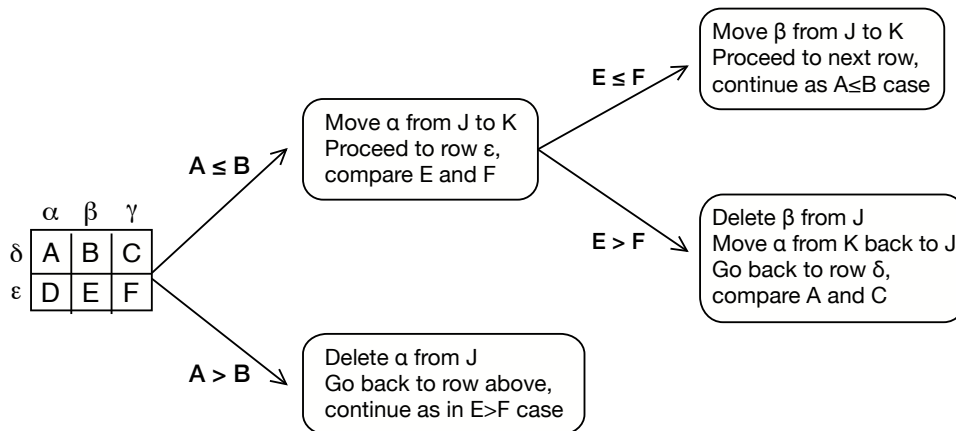 Move β from J to K
Proceed to next row,
continue as A≤B case
E ≤ F
Move α from J to K
Proceed to row ε,
compare E and F
A ≤ B
E > F
Delete β from J
Move α from K back to J
Go back to row δ,
compare A and C
α β γ
δ A B C
ε D E F
A > B
Delete α from J
Go back to row above,
continue as in E>F case